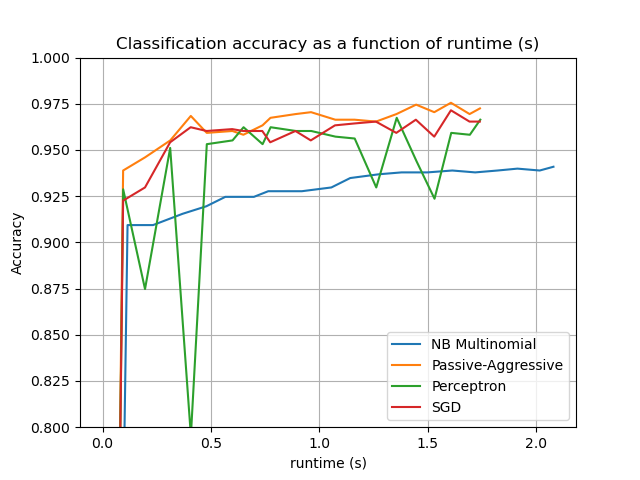 Classification accuracy as a function of runtime (s)
1.000
0.975
0.950
0.925
0.900
0.875
0.850
0.825
0.800
Accuracy
NB Multinomial
Passive-Aggressive
Perceptron
SGD
0.0 0.5 1.0 1.5 2.0
runtime (s)